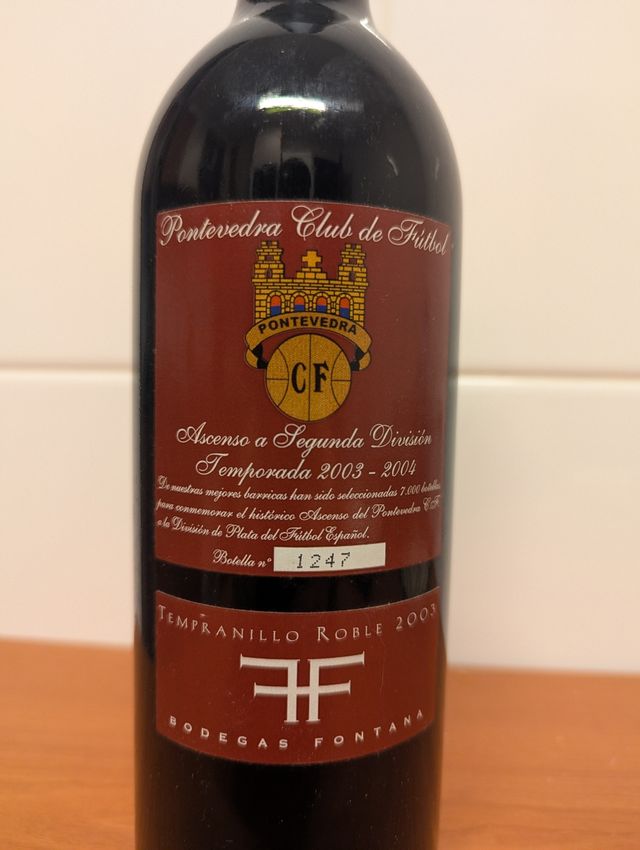 Pontevedra Club de Fútbol
PONTEVEDRA
CF
Ascenso a Segunda División
Temporada 2003 - 2004
De nuestras mejores barricas han sido seleccionadas 7.000 botellas
para conmemorar el histórico Ascenso del Pontevedra C.F.
a la División de Plata del Fútbol Español.
Botella nº 1247
TEMPRANILLO ROBLE 2003
FF
BODEGAS FONTANA